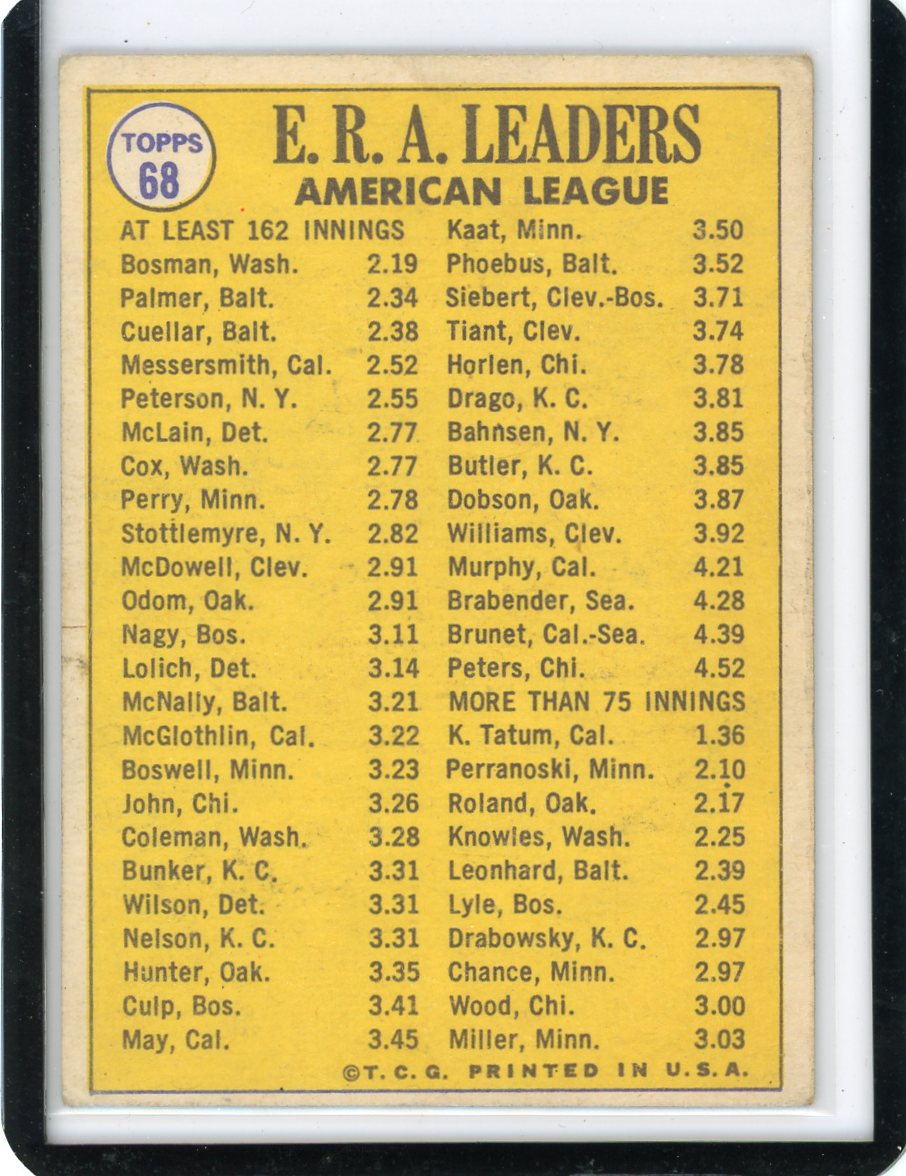 TOPPS
68
E. R. A. LEADERS
AMERICAN LEAGUE
AT LEAST 162 INNINGS
Bosman, Wash. 2.19
Palmer, Balt. 2.34
Cuellar, Balt. 2.38
Messersmith, Cal. 2.52
Peterson, N. Y. 2.55
McLain, Det. 2.77
Cox, Wash. 2.77
Perry, Minn. 2.78
Stottlemyre, N. Y. 2.82
McDowell, Clev. 2.91
Odom, Oak. 2.91
Nagy, Bos. 3.11
Lolich, Det. 3.14
McNally, Balt. 3.21
McGlothlin, Cal. 3.22
Boswell, Minn. 3.23
John, Chi. 3.26
Coleman, Wash. 3.28
Bunker, K. C. 3.31
Wilson, Det. 3.31
Nelson, K. C. 3.31
Hunter, Oak. 3.35
Culp, Bos. 3.41
May, Cal. 3.45
Kaat, Minn. 3.50
Phoebus, Balt. 3.52
Siebert, Clev.-Bos. 3.71
Tiant, Clev. 3.74
Horlen, Chi. 3.78
Drago, K. C. 3.81
Bahnsen, N. Y. 3.85
Butler, K. C. 3.85
Dobson, Oak. 3.87
Williams, Clev. 3.92
Murphy, Cal. 4.21
Brabender, Sea. 4.28
Brunet, Cal.-Sea. 4.39
Peters, Chi. 4.52
MORE THAN 75 INNINGS
K. Tatum, Cal. 1.36
Perranoski, Minn. 2.10
Roland, Oak. 2.17
Knowles, Wash. 2.25
Leonhard, Balt. 2.39
Lyle, Bos. 2.45
Drabowsky, K. C. 2.97
Chance, Minn. 2.97
Wood, Chi. 3.00
Miller, Minn. 3.03
©T. C. G. PRINTED IN U. S. A.